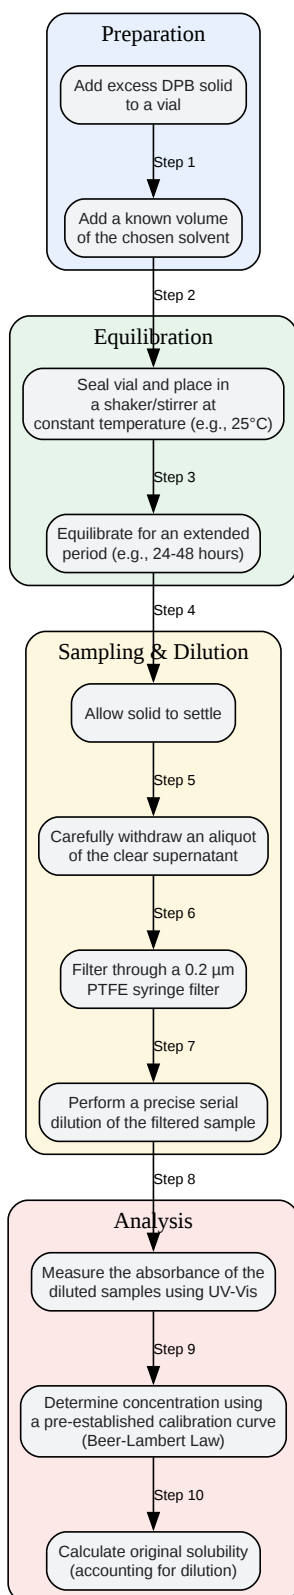 Preparation
Add excess DPB solid
to a vial
Step 1
Add a known volume
of the chosen solvent
Step 2
Equilibration
Seal vial and place in
a shaker/stirrer at
constant temperature (e.g., 25°C)
Step 3
Equilibrate for an extended
period (e.g., 24-48 hours)
Step 4
Sampling & Dilution
Allow solid to settle
Step 5
Carefully withdraw an aliquot
of the clear supernatant
Step 6
Filter through a 0.2 µm
PTFE syringe filter
Step 7
Perform a precise serial
dilution of the filtered sample
Step 8
Analysis
Measure the absorbance of the
diluted samples using UV-Vis
Step 9
Determine concentration using
a pre-established calibration curve
(Beer-Lambert Law)
Step 10
Calculate original solubility
(accounting for dilution)